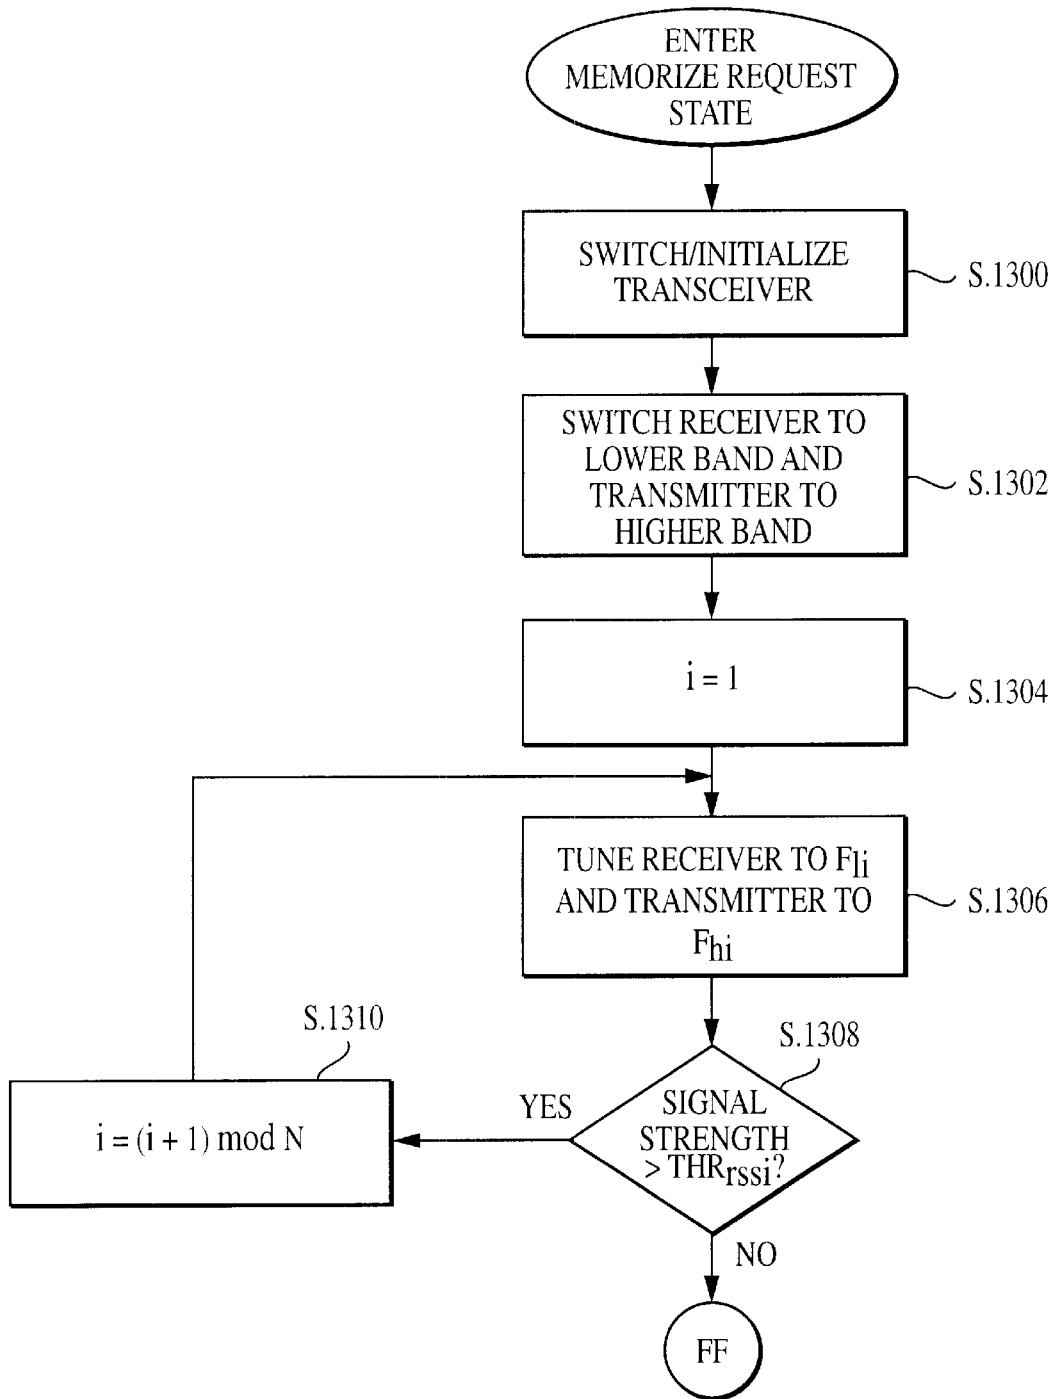 ENTER
MEMORIZE REQUEST
STATE
SWITCH/INITIALIZE
TRANSCEIVER
S.1300
SWITCH RECEIVER TO
LOWER BAND AND
TRANSMITTER TO
HIGHER BAND
S.1302
i = 1
S.1304
TUNE RECEIVER TO Fli
AND TRANSMITTER TO
Fhi
S.1306
S.1310
i = (i + 1) mod N
S.1308
YES
SIGNAL
STRENGTH
> THRrssi?
NO
FF